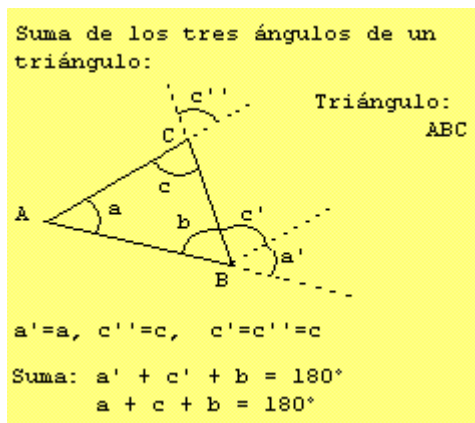 Suma de los tres ángulos de un
triángulo:
c''
Triángulo:
ABC
C
c
A
a
b
c'
a'
B
a'=a, c''=c, c'=c''=c
Suma: a' + c' + b = 180°
a + c + b = 180°